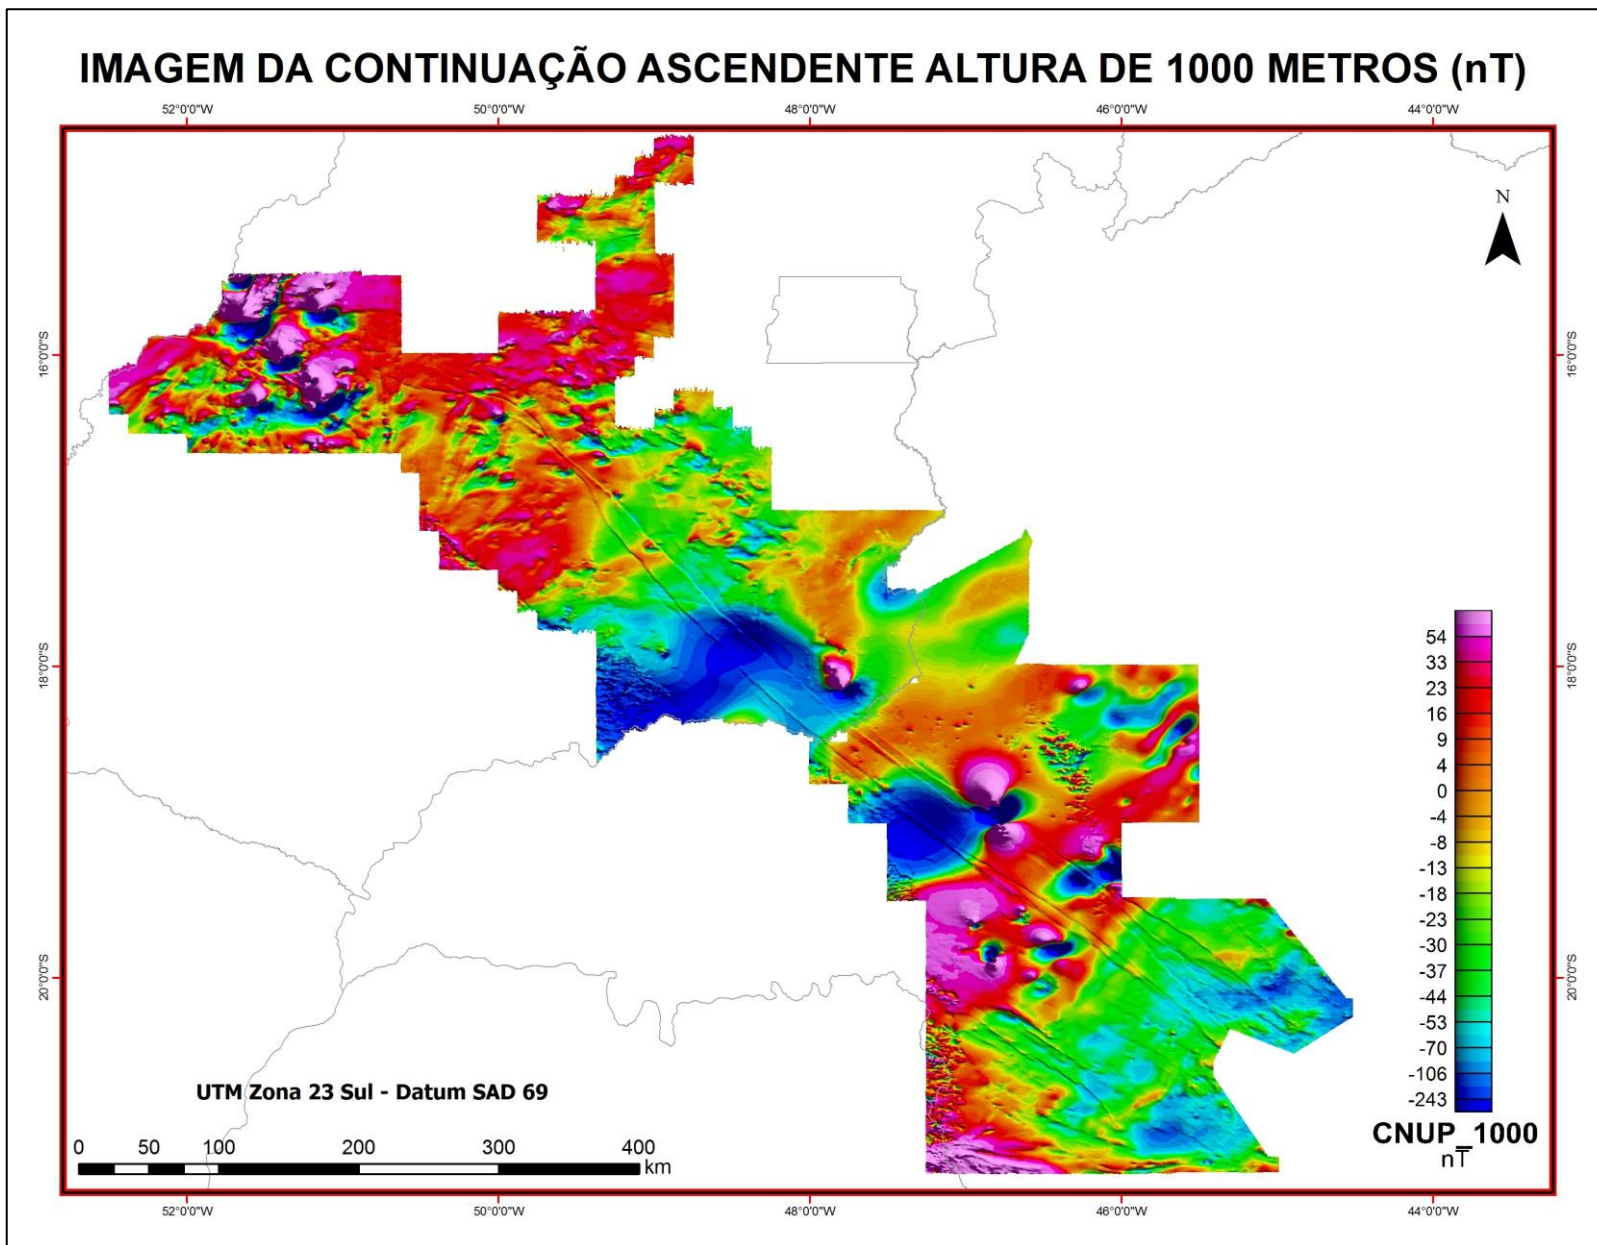 IMAGEM DA CONTINUAÇÃO ASCENDENTE ALTURA DE 1000 METROS (nT)
52°0'0"W 50°0'0"W 48°0'0"W 46°0'0"W 44°0'0"W
N
16°0'0"S 16°0'0"S
18°0'0"S 18°0'0"S
20°0'0"S 20°0'0"S
54
33
23
16
9
4
0
-4
-8
-13
-18
-23
-30
-37
-44
-53
-70
-106
-243
CNUP_1000
nT
UTM Zona 23 Sul - Datum SAD 69
0 50 100 200 300 400
km
52°0'0"W 50°0'0"W 48°0'0"W 46°0'0"W 44°0'0"W